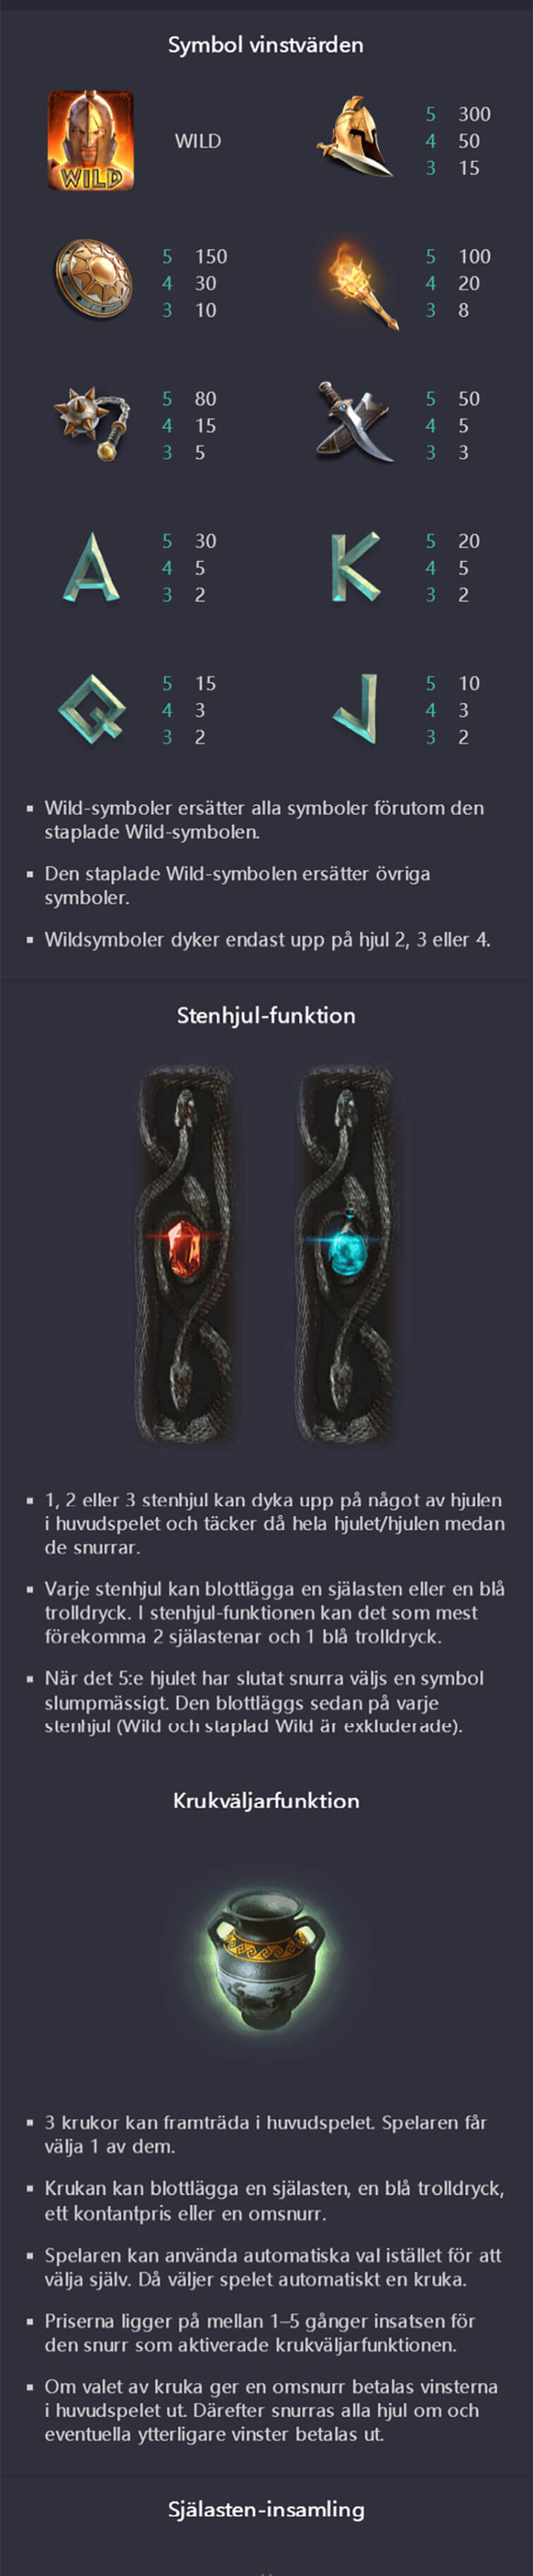 Symbol vinstvärden
WILD
WILD
5 300
4 50
3 15
5 150
4 30
3 10
5 100
4 20
3 8
5 80
4 15
3 5
5 50
4 5
3 3
A
5 30
4 5
3 2
K
5 20
4 5
3 2
Q
5 15
4 3
3 2
J
5 10
4 3
3 2
▪ Wild-symboler ersätter alla symboler förutom den
staplade Wild-symbolen.
▪ Den staplade Wild-symbolen ersätter övriga
symboler.
▪ Wildsymboler dyker endast upp på hjul 2, 3 eller 4.
Stenhjul-funktion
▪ 1, 2 eller 3 stenhjul kan dyka upp på något av hjulen
i huvudspelet och täcker då hela hjulet/hjulen medan
de snurrar.
▪ Varje stenhjul kan blottlägga en själasten eller en blå
trolldryck. I stenhjul-funktionen kan det som mest
förekomma 2 själastenar och 1 blå trolldryck.
▪ När det 5:e hjulet har slutat snurra väljs en symbol
slumpmässigt. Den blottläggs sedan på varje
stenhjul (Wild och staplad Wild är exkluderade).
Krukväljarfunktion
▪ 3 krukor kan framträda i huvudspelet. Spelaren får
välja 1 av dem.
▪ Krukan kan blottlägga en själasten, en blå trolldryck,
ett kontantpris eller en omsnurr.
▪ Spelaren kan använda automatiska val istället för att
välja själv. Då väljer spelet automatiskt en kruka.
▪ Priserna ligger på mellan 1–5 gånger insatsen för
den snurr som aktiverade krukväljarfunktionen.
▪ Om valet av kruka ger en omsnurr betalas vinsterna
i huvudspelet ut. Därefter snurras alla hjul om och
eventuella ytterligare vinster betalas ut.
Själasten-insamling